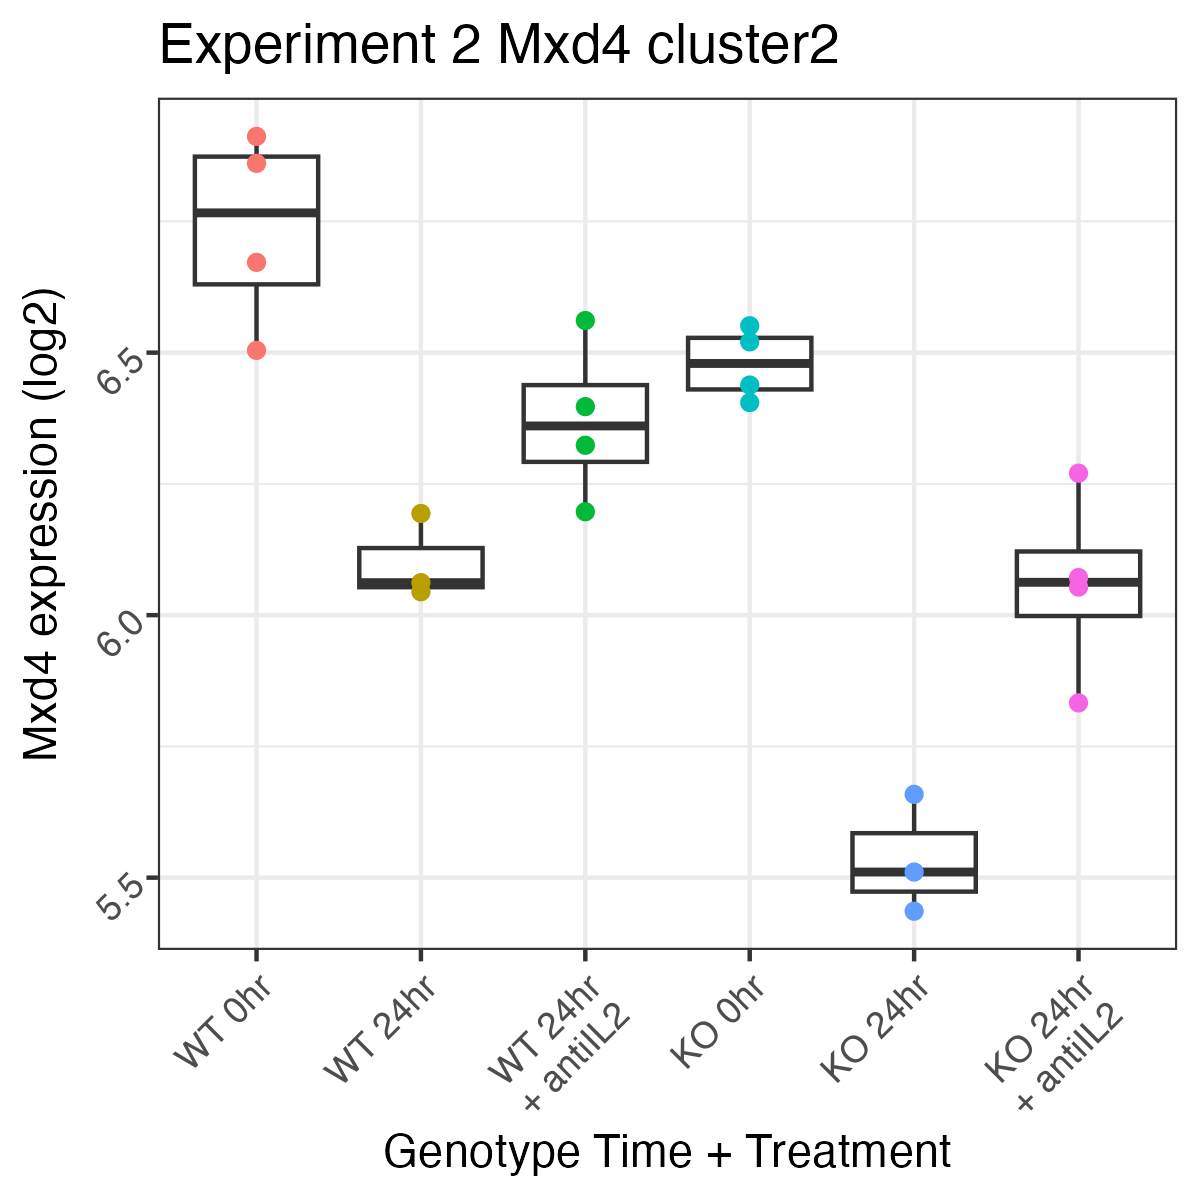 Experiment 2 Mxd4 cluster2
Mxd4 expression (log2)
6.5
6.0
5.5
WT 0hr
WT 24hr
WT 24hr
+ antiIL2
KO 0hr
KO 24hr
KO 24hr
+ antiIL2
Genotype Time + Treatment